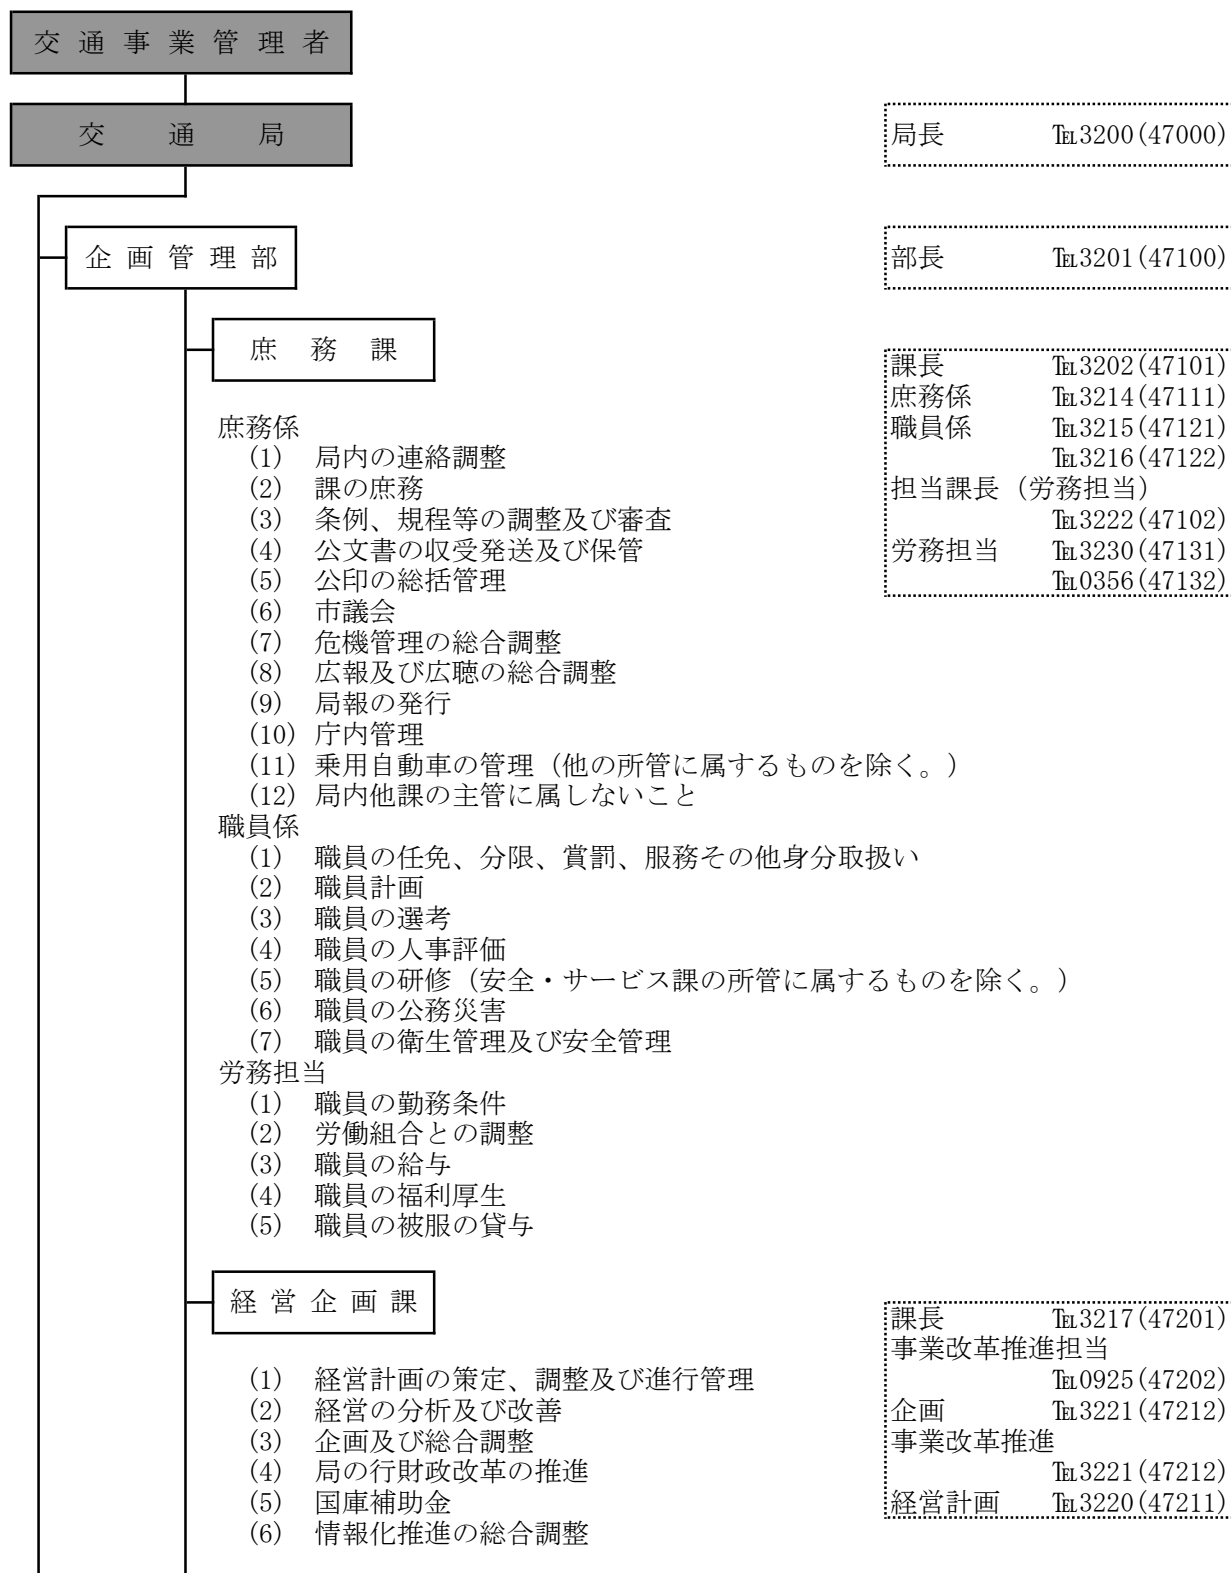 交通事業管理者
交通局
局長 ℡3200(47000)
企画管理部
部長 ℡3201(47100)
庶務課
課長 ℡3202(47101)
庶務係 ℡3214(47111)
職員係 ℡3215(47121)
℡3216(47122)
担当課長（労務担当）
℡3222(47102)
労務担当 ℡3230(47131)
℡0356(47132)
庶務係
(1) 局内の連絡調整
(2) 課の庶務
(3) 条例、規程等の調整及び審査
(4) 公文書の収受発送及び保管
(5) 公印の総括管理
(6) 市議会
(7) 危機管理の総合調整
(8) 広報及び広聴の総合調整
(9) 局報の発行
(10) 庁内管理
(11) 乗用自動車の管理（他の所管に属するものを除く。）
(12) 局内他課の主管に属しないこと
職員係
(1) 職員の任免、分限、賞罰、服務その他身分取扱い
(2) 職員計画
(3) 職員の選考
(4) 職員の人事評価
(5) 職員の研修（安全・サービス課の所管に属するものを除く。）
(6) 職員の公務災害
(7) 職員の衛生管理及び安全管理
労務担当
(1) 職員の勤務条件
(2) 労働組合との調整
(3) 職員の給与
(4) 職員の福利厚生
(5) 職員の被服の貸与
経営企画課
課長 ℡3217(47201)
事業改革推進担当
℡0925(47202)
企画 ℡3221(47212)
事業改革推進
℡3221(47212)
経営計画 ℡3220(47211)
(1) 経営計画の策定、調整及び進行管理
(2) 経営の分析及び改善
(3) 企画及び総合調整
(4) 局の行財政改革の推進
(5) 国庫補助金
(6) 情報化推進の総合調整